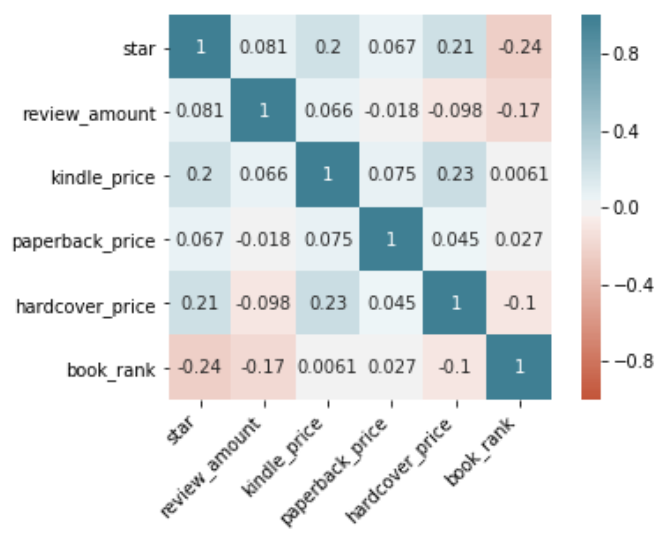 star 1 0.081 0.2 0.067 0.21 -0.24 0.8
review_amount 0.081 1 0.066 -0.018 -0.098 -0.17 0.4
kindle_price 0.2 0.066 1 0.075 0.23 0.0061 0.0
paperback_price 0.067 -0.018 0.075 1 0.045 0.027
hardcover_price 0.21 -0.098 0.23 0.045 1 -0.1 −0.4
book_rank -0.24 -0.17 0.0061 0.027 -0.1 1 −0.8
star review_amount kindle_price paperback_price hardcover_price book_rank